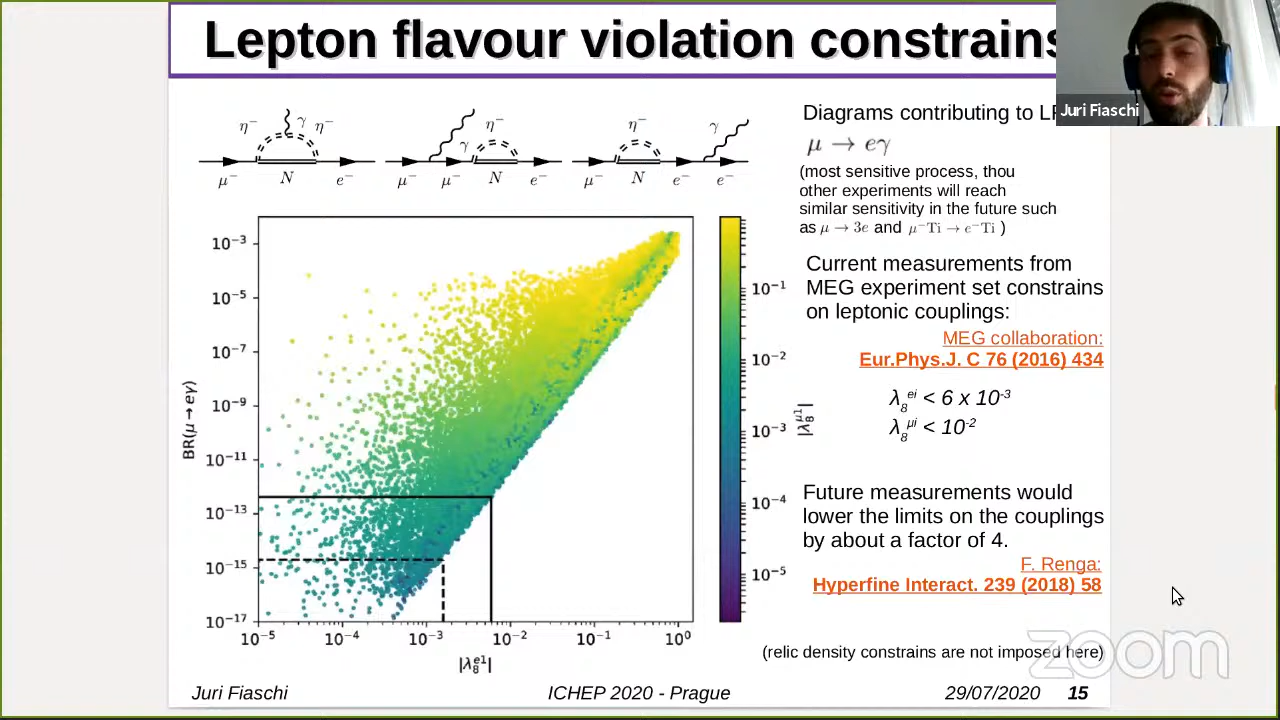 Lepton flavour violation constrains
Juri Fiaschi
η⁻ γ η⁻
μ⁻ N e⁻
η⁻
γ
μ⁻ μ⁻ N e⁻
η⁻ γ
μ⁻ N e⁻ e⁻
Diagrams contributing to
μ → eγ
(most sensitive process, thou
other experiments will reach
similar sensitivity in the future such
as μ → 3e and μ⁻Ti → e⁻Ti )
Current measurements from
MEG experiment set constrains
on leptonic couplings:
MEG collaboration:
Eur.Phys.J. C 76 (2016) 434
λ₈^ei < 6 x 10⁻³
λ₈^μi < 10⁻²
Future measurements would
lower the limits on the couplings
by about a factor of 4.
F. Renga:
Hyperfine Interact. 239 (2018) 58
(relic density constrains are not imposed here)
BR(μ → eγ)
10⁻³
10⁻⁵
10⁻⁷
10⁻⁹
10⁻¹¹
10⁻¹³
10⁻¹⁵
10⁻¹⁷
10⁻⁵ 10⁻⁴ 10⁻³ 10⁻² 10⁻¹ 10⁰
|λ₈^e1|
10⁻¹
10⁻²
10⁻³
10⁻⁴
10⁻⁵
|λ₈^μ1|
zoom
Juri Fiaschi ICHEP 2020 - Prague 29/07/2020 15